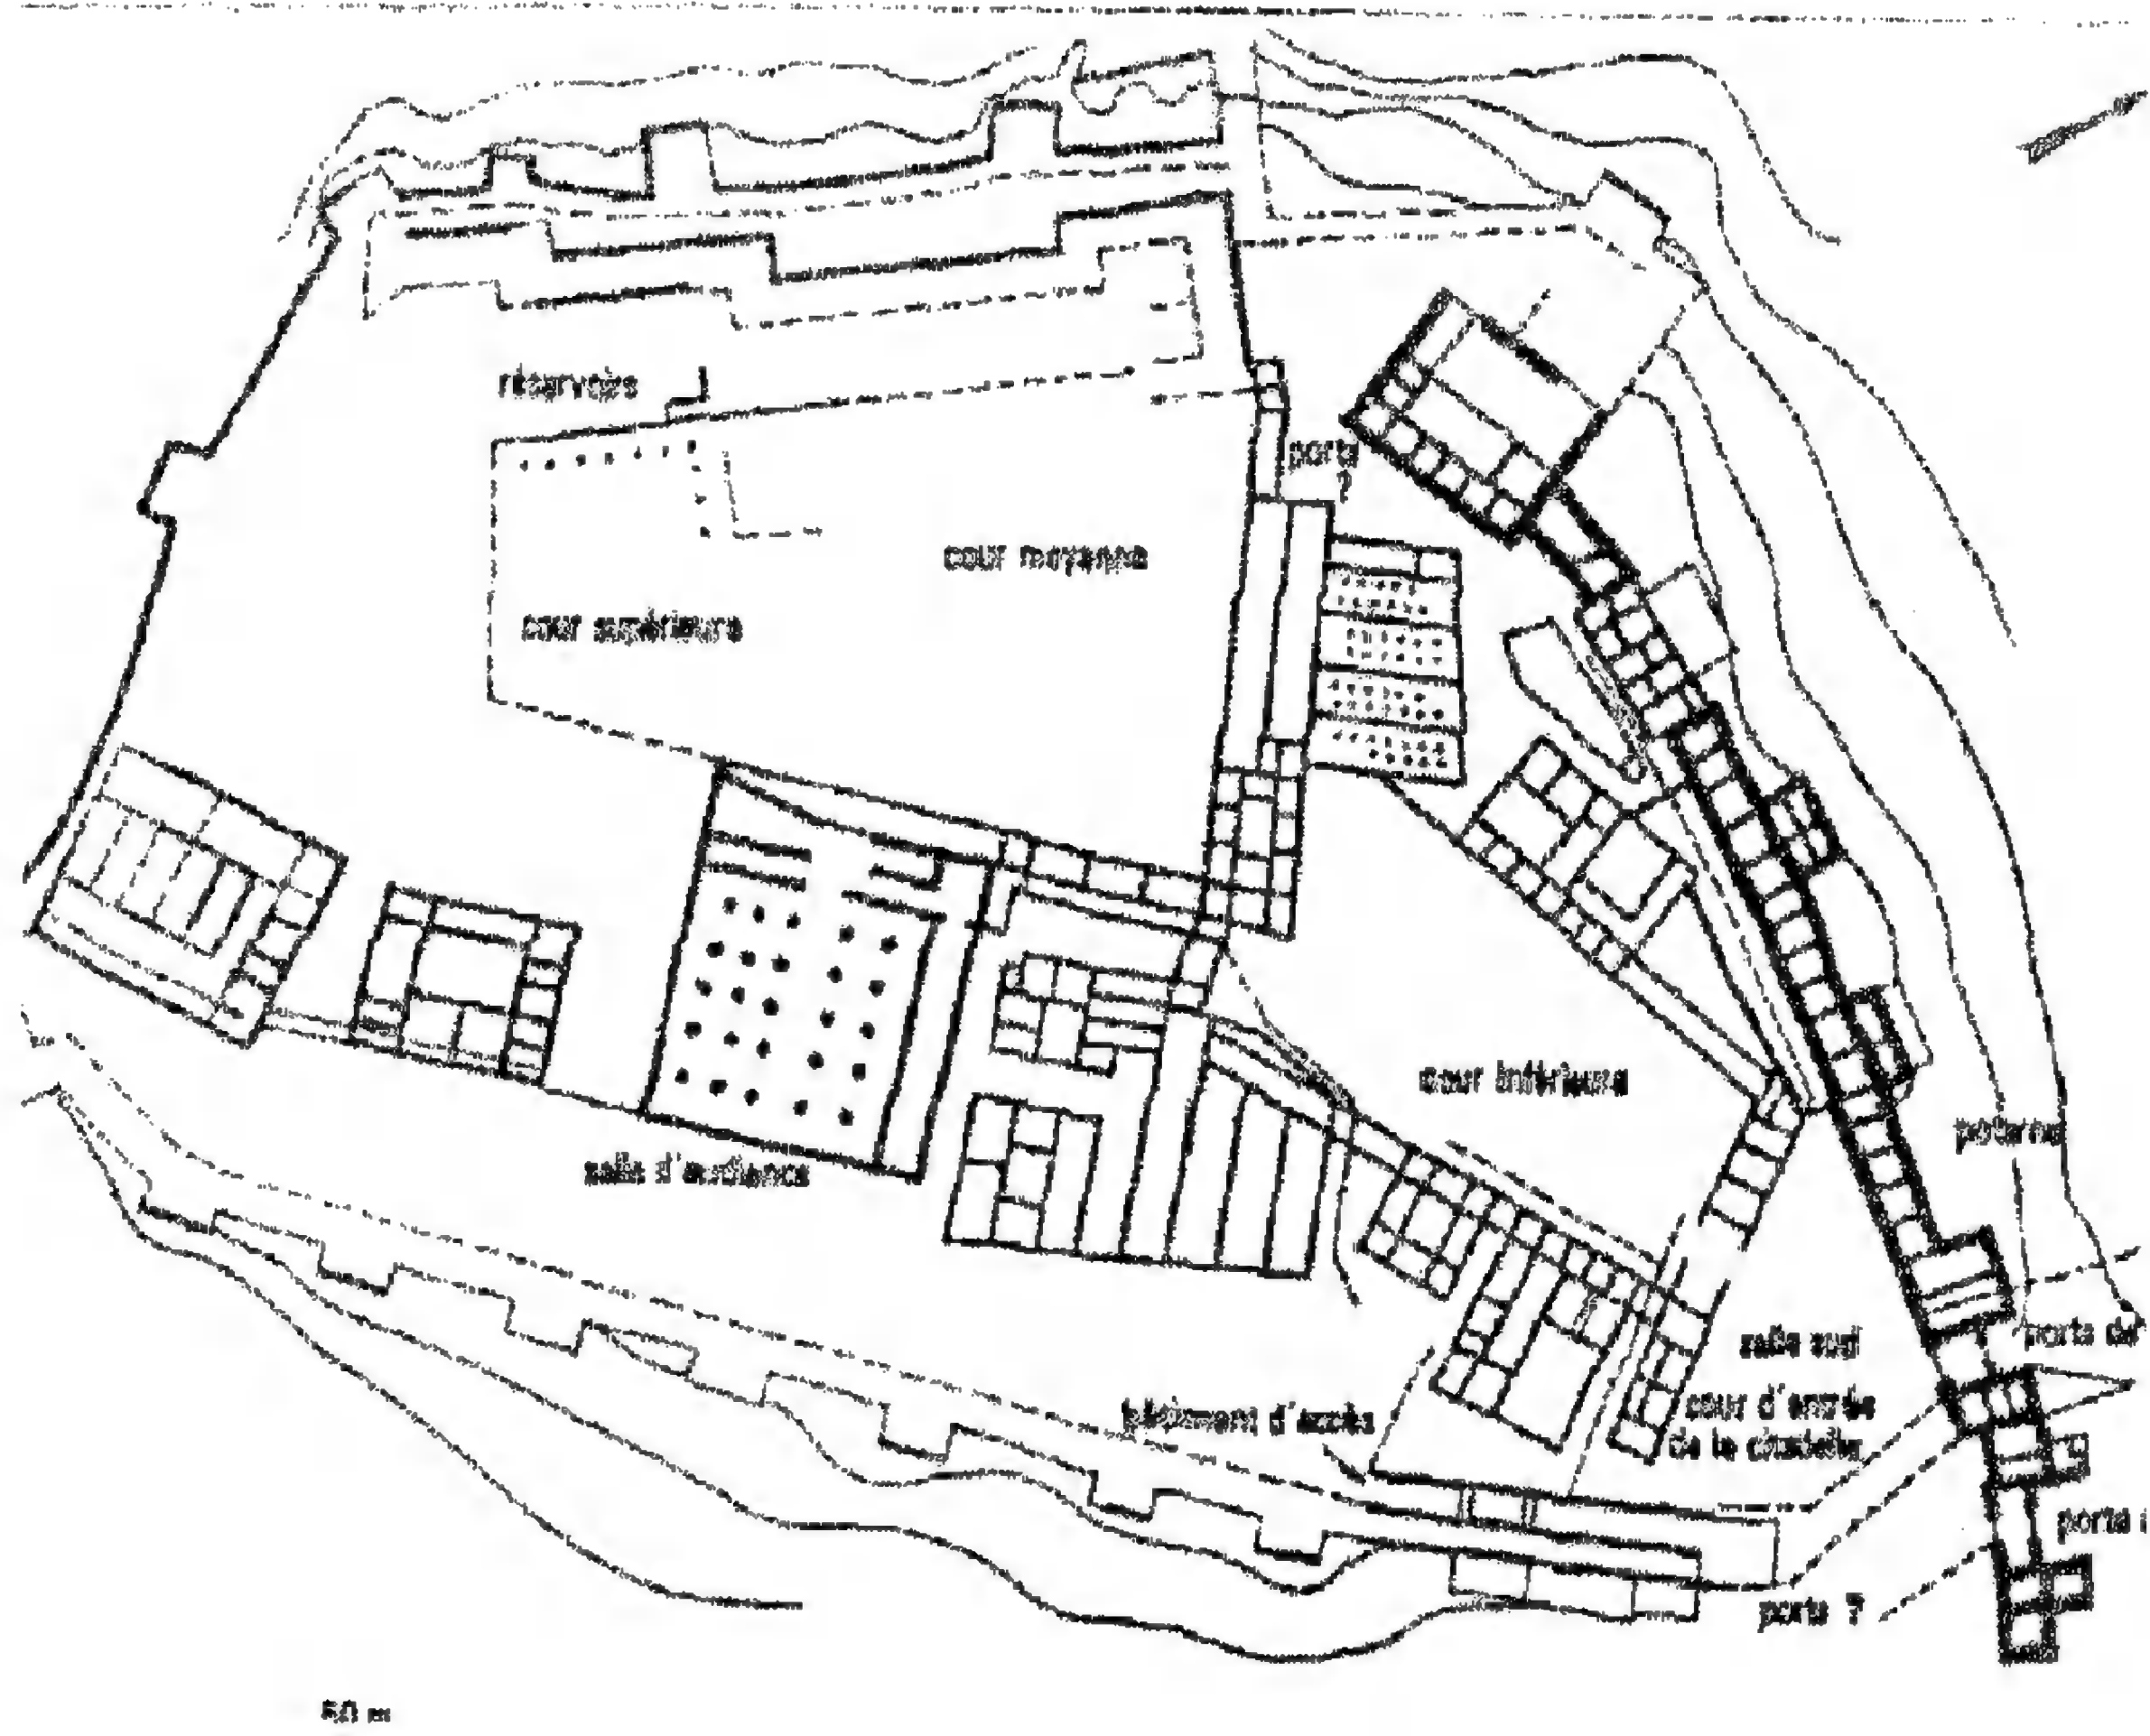 réserves
porte
cour moyenne
cour supérieure
cour inférieure
poterne
salle d'audience
salle sud
porte de
bâtiment d'accès
cour d'entrée
de la citadelle
porte
porte ?
50 m